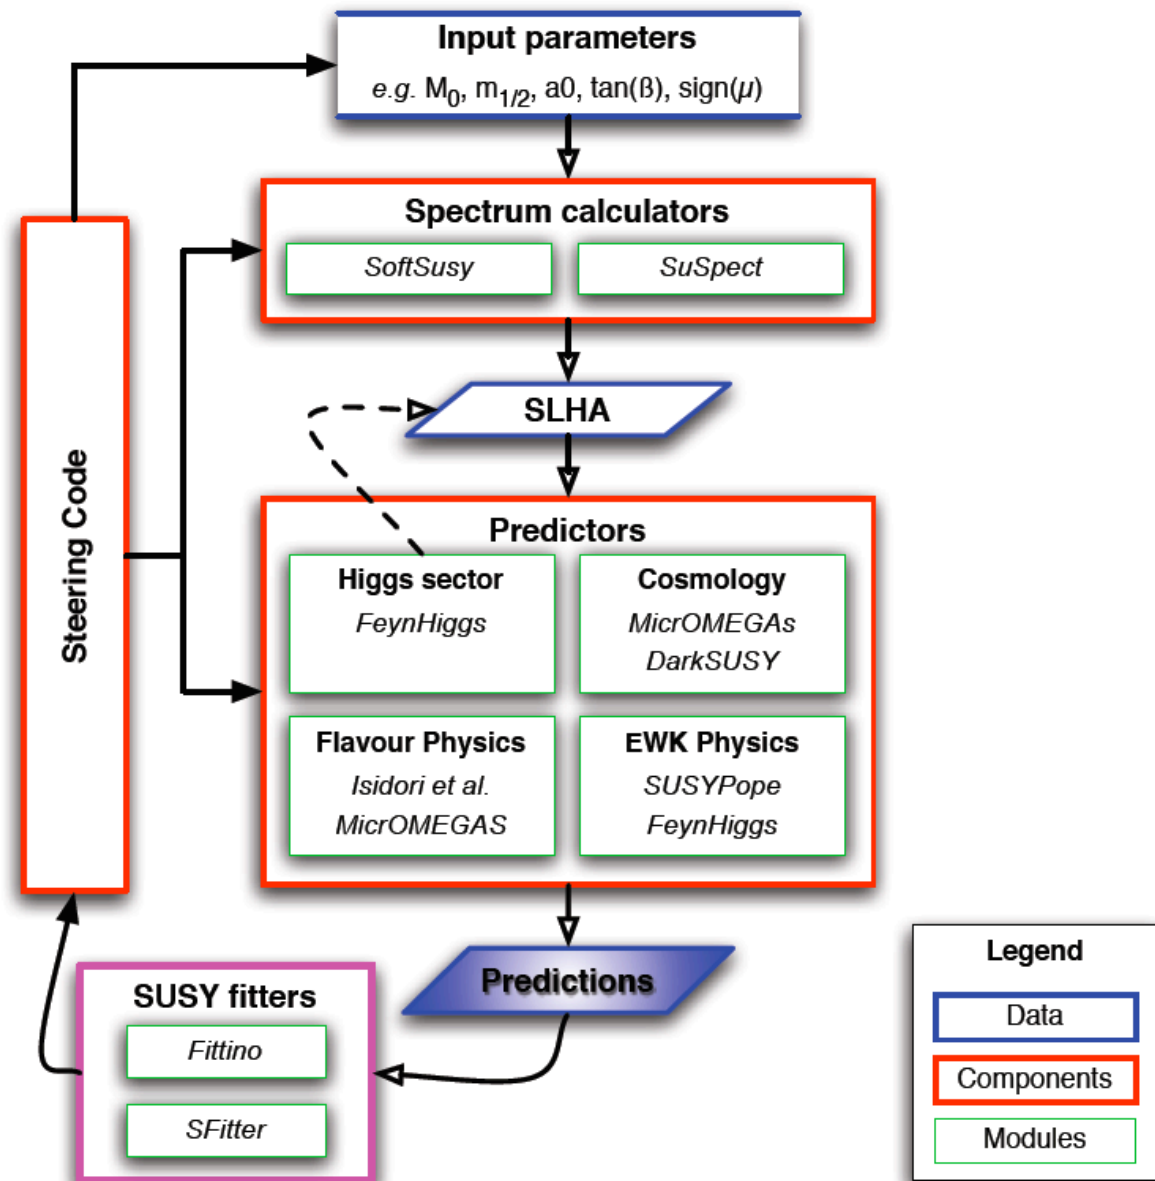 Input parameters
e.g. M0, m1/2, a0, tan(ß), sign(µ)
Spectrum calculators
SoftSusy
SuSpect
SLHA
Steering Code
Predictors
Higgs sector
FeynHiggs
Cosmology
MicrOMEGAs
DarkSUSY
Flavour Physics
Isidori et al.
MicrOMEGAS
EWK Physics
SUSYPope
FeynHiggs
Predictions
SUSY fitters
Fittino
SFitter
Legend
Data
Components
Modules